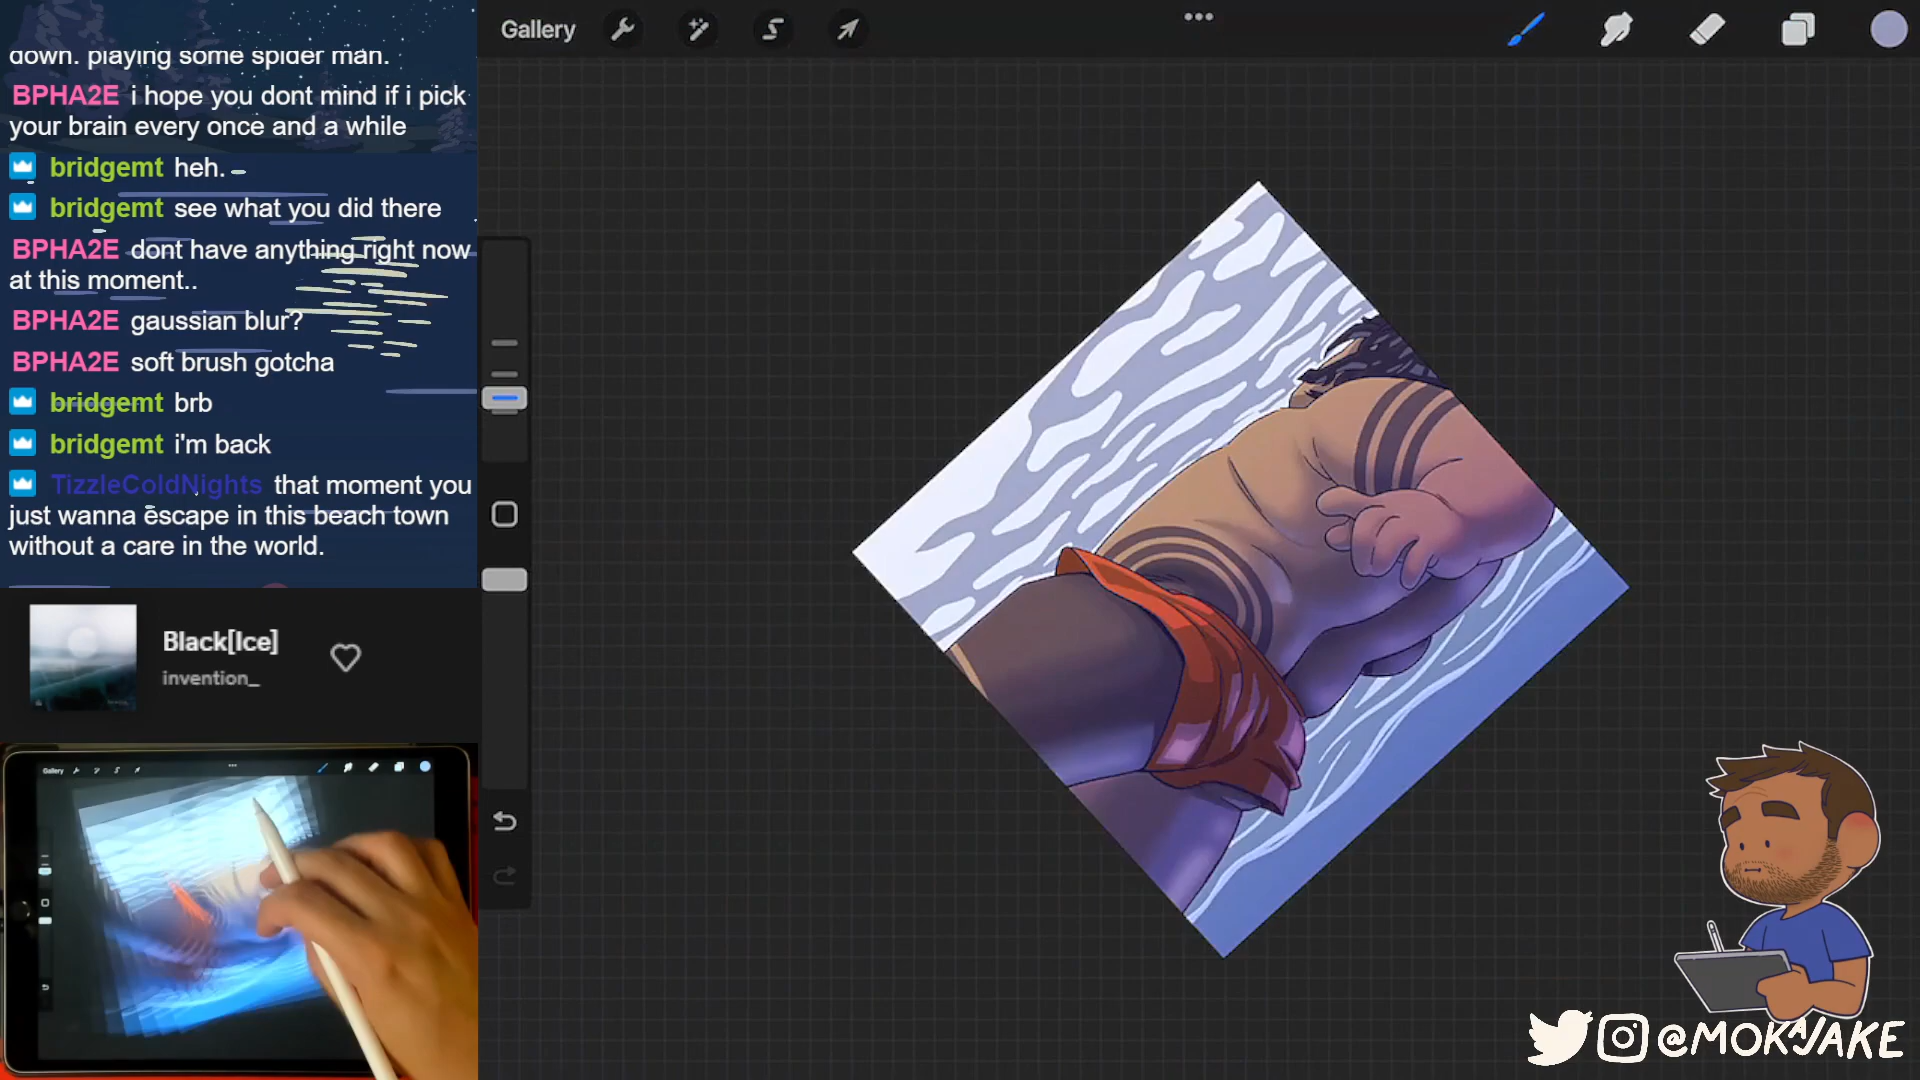 down. playing some spider man.
BPHA2E i hope you dont mind if i pick
your brain every once and a while
bridgemt heh.
bridgemt see what you did there
BPHA2E dont have anything right now
at this moment..
BPHA2E gaussian blur?
BPHA2E soft brush gotcha
bridgemt brb
bridgemt i'm back
TizzleColdNights that moment you
just wanna escape in this beach town
without a care in the world.
Black[Ice]
invention_
Gallery
Gallery
@MOKAJAKE